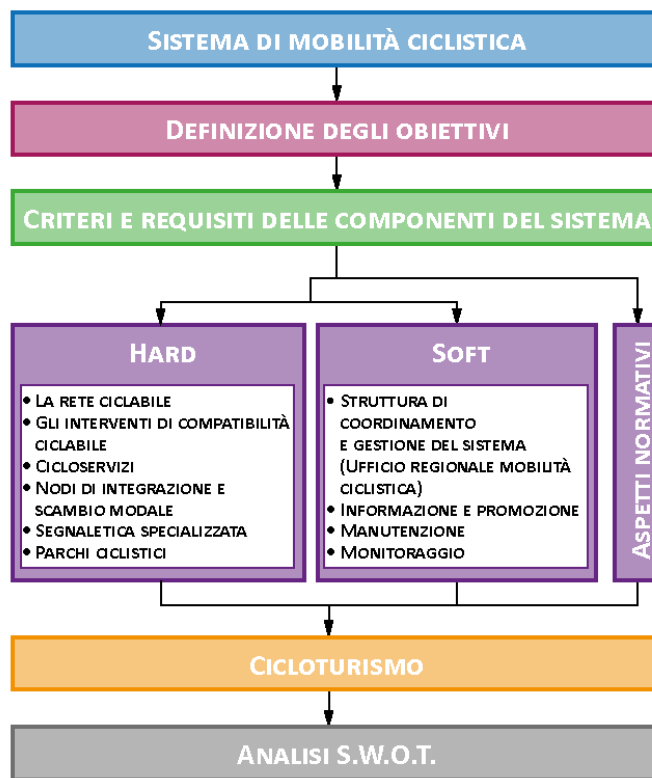 SISTEMA DI MOBILITÀ CICLISTICA
DEFINIZIONE DEGLI OBIETTIVI
CRITERI E REQUISITI DELLE COMPONENTI DEL SISTEMA
HARD
• LA RETE CICLABILE
• GLI INTERVENTI DI COMPATIBILITÀ
CICLABILE
• CICLOSERVIZI
• NODI DI INTEGRAZIONE E
SCAMBIO MODALE
• SEGNALETICA SPECIALIZZATA
• PARCHI CICLISTICI
SOFT
• STRUTTURA DI
COORDINAMENTO
E GESTIONE DEL SISTEMA
(UFFICIO REGIONALE MOBILITÀ
CICLISTICA)
• INFORMAZIONE E PROMOZIONE
• MANUTENZIONE
• MONITORAGGIO
ASPETTI NORMATIVI
CICLOTURISMO
ANALISI S.W.O.T.